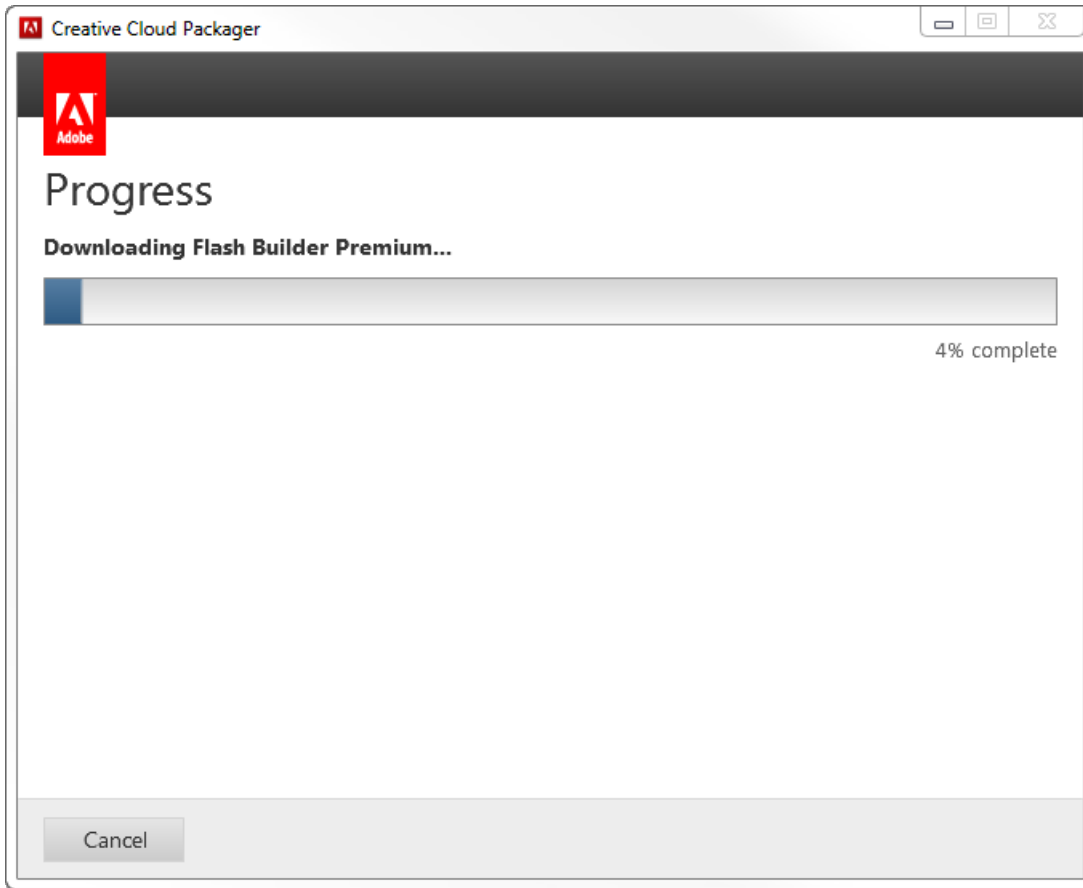 Creative Cloud Packager
Adobe
Progress
Downloading Flash Builder Premium...
4% complete
Cancel